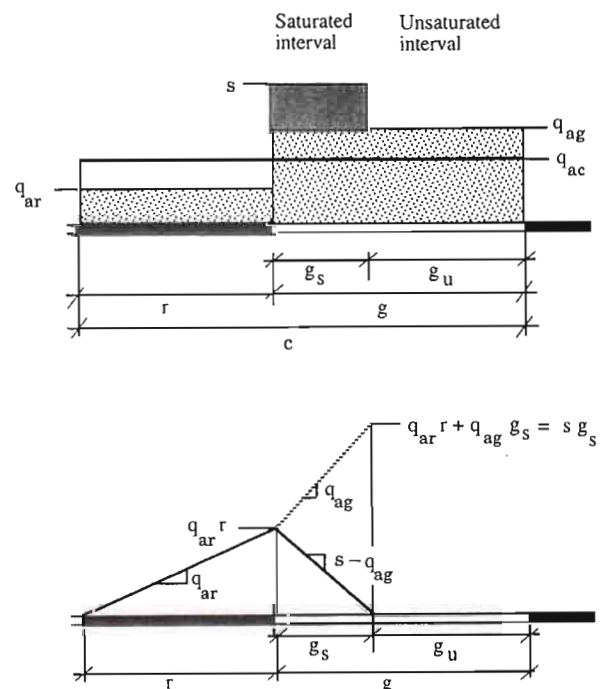 Saturated interval
Unsaturated interval
s
q_ag
q_ac
q_ar
g_s
g_u
r
g
c
q_ar r + q_ag g_s = s g_s
q_ag
q_ar r
s – q_ag
q_ar
g_s
g_u
r
g